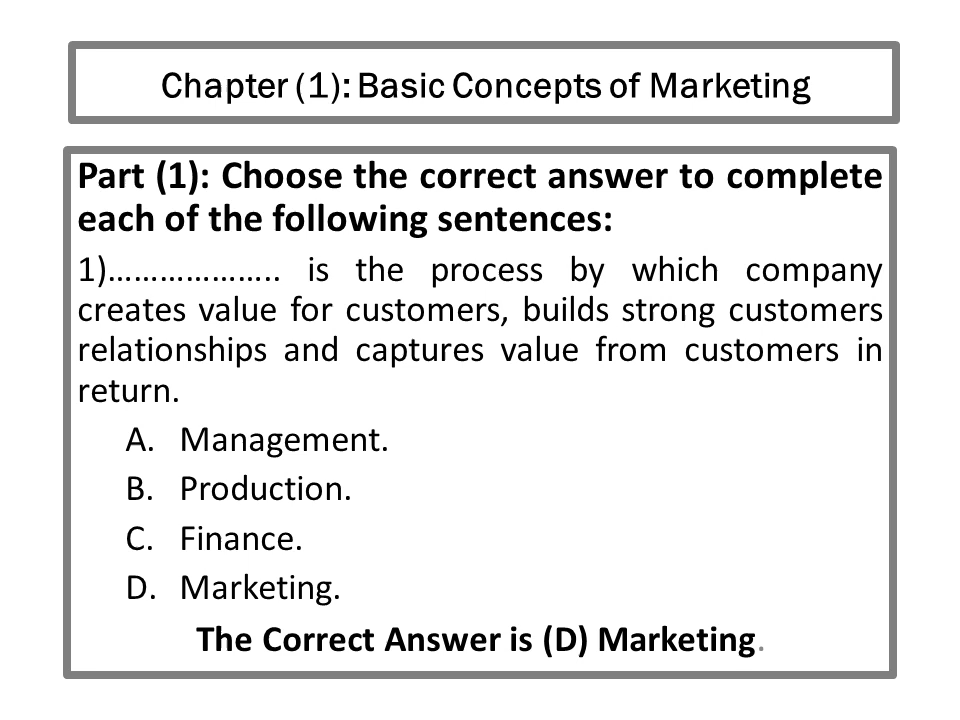 Chapter (1): Basic Concepts of Marketing
Part (1): Choose the correct answer to complete
each of the following sentences:
1)……………….. is the process by which company
creates value for customers, builds strong customers
relationships and captures value from customers in
return.
A. Management.
B. Production.
C. Finance.
D. Marketing.
The Correct Answer is (D) Marketing.